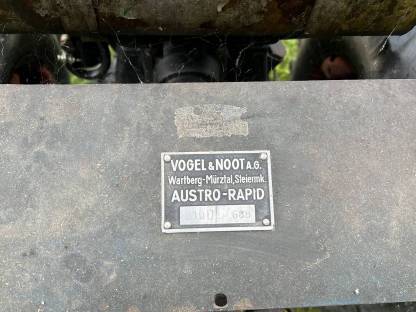 VOGEL & NOOT A.G.
Wartberg-Mürztal, Steiermk.
AUSTRO-RAPID